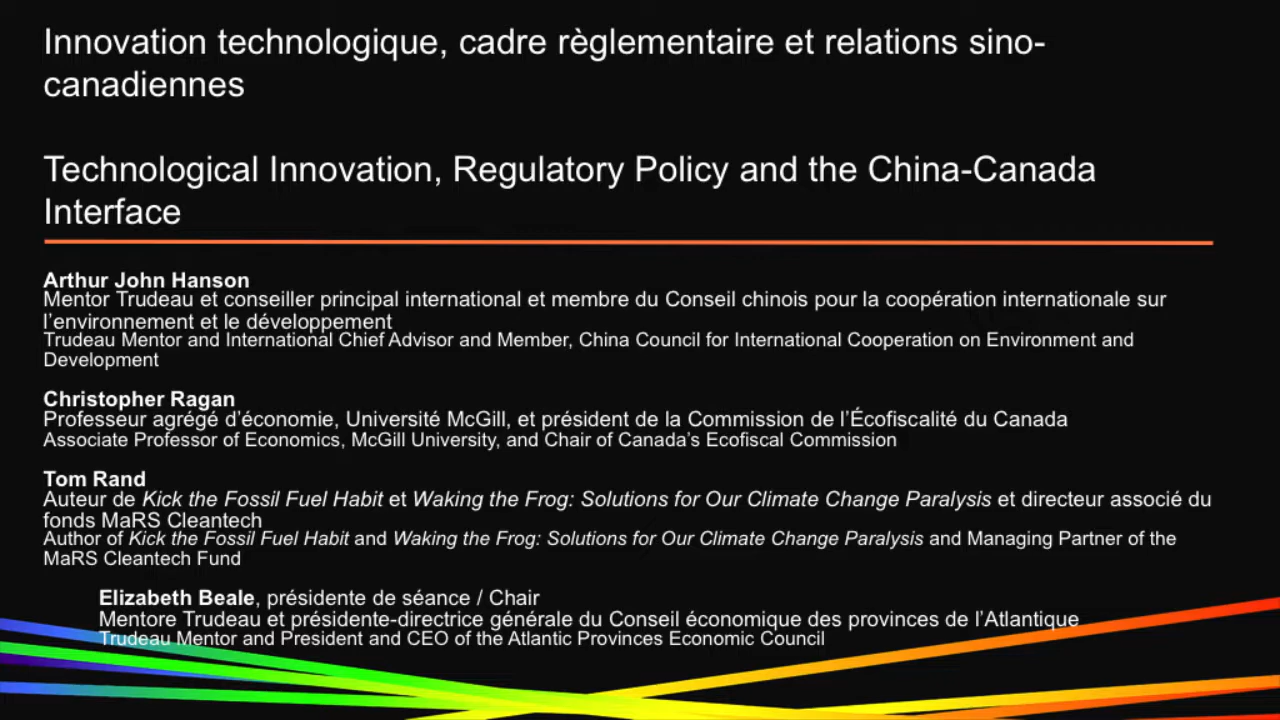 Innovation technologique, cadre règlementaire et relations sino-
canadiennes
Technological Innovation, Regulatory Policy and the China-Canada
Interface
Arthur John Hanson
Mentor Trudeau et conseiller principal international et membre du Conseil chinois pour la coopération internationale sur
l’environnement et le développement
Trudeau Mentor and International Chief Advisor and Member, China Council for International Cooperation on Environment and
Development
Christopher Ragan
Professeur agrégé d’économie, Université McGill, et président de la Commission de l’Écofiscalité du Canada
Associate Professor of Economics, McGill University, and Chair of Canada’s Ecofiscal Commission
Tom Rand
Auteur de Kick the Fossil Fuel Habit et Waking the Frog: Solutions for Our Climate Change Paralysis et directeur associé du
fonds MaRS Cleantech
Author of Kick the Fossil Fuel Habit and Waking the Frog: Solutions for Our Climate Change Paralysis and Managing Partner of the
MaRS Cleantech Fund
Elizabeth Beale, présidente de séance / Chair
Mentore Trudeau et présidente-directrice générale du Conseil économique des provinces de l’Atlantique
Trudeau Mentor and President and CEO of the Atlantic Provinces Economic Council